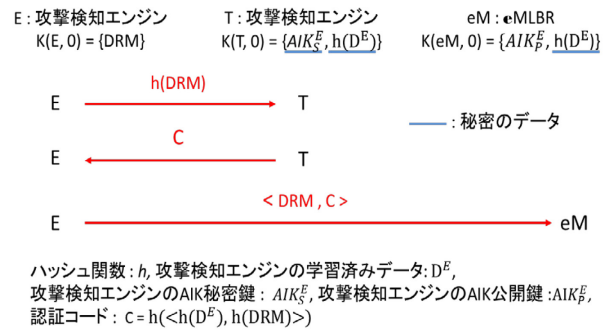 E : 攻撃検知エンジン T : 攻撃検知エンジン eM : eMLBR
K(E, 0) = {DRM} K(T, 0) = {AIK_S^E, h(D^E)} K(eM, 0) = {AIK_P^E, h(D^E)}
h(DRM)
E T
: 秘密のデータ
C
E T
< DRM , C >
E eM
ハッシュ関数 : h, 攻撃検知エンジンの学習済みデータ: D^E,
攻撃検知エンジンのAIK秘密鍵 : AIK_S^E, 攻撃検知エンジンのAIK公開鍵 :AIK_P^E,
認証コード : C = h(<h(D^E), h(DRM)>)